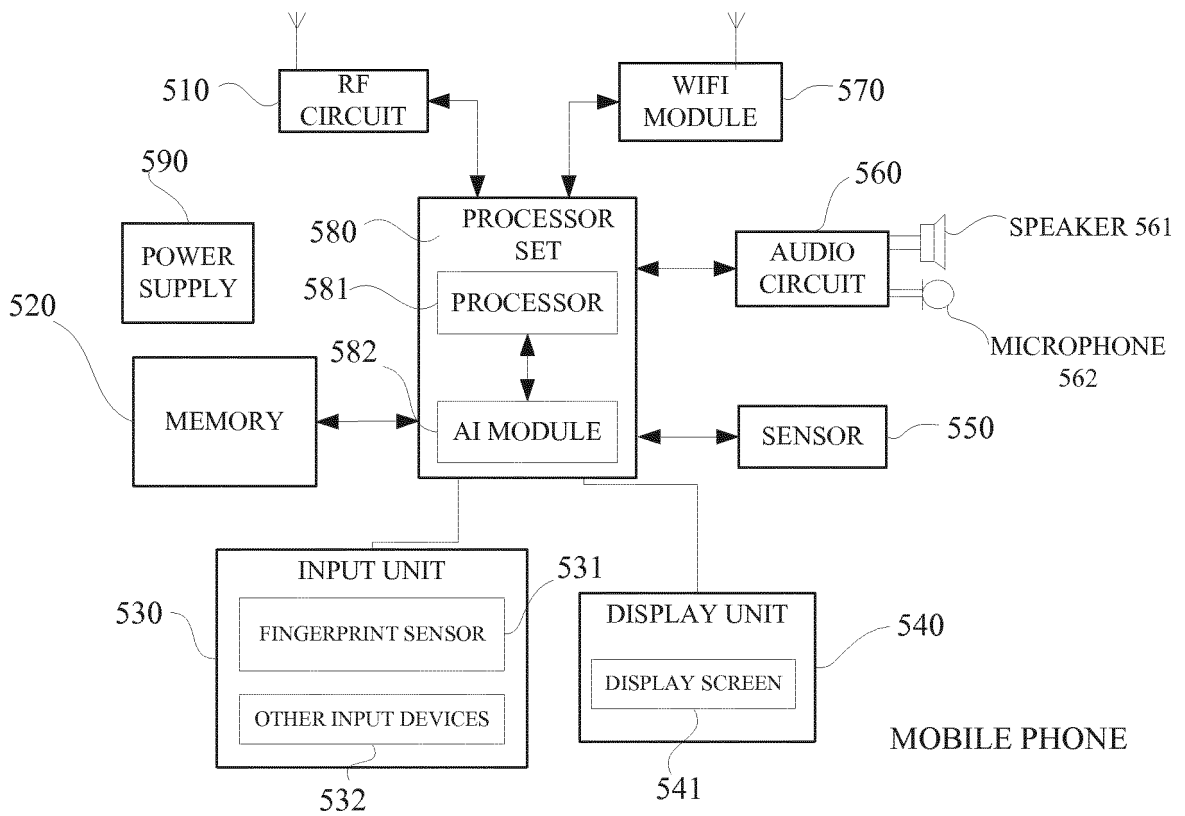 510
RF
CIRCUIT
WIFI
MODULE
570
590
POWER
SUPPLY
580
PROCESSOR
SET
560
AUDIO
CIRCUIT
SPEAKER 561
MICROPHONE
562
581
PROCESSOR
520
MEMORY
582
AI MODULE
SENSOR
550
530
INPUT UNIT
531
FINGERPRINT SENSOR
OTHER INPUT DEVICES
532
DISPLAY UNIT
540
DISPLAY SCREEN
541
MOBILE PHONE